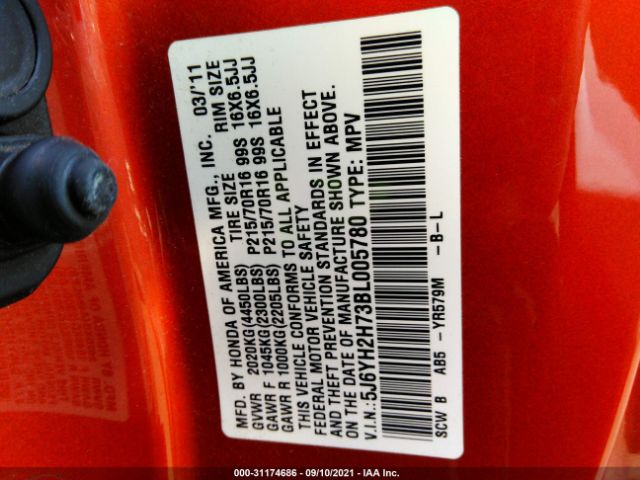 MFD. BY HONDA OF AMERICA MFG., INC. 03/'11
TIRE SIZE RIM SIZE
GVWR 2020KG(4450LBS) P215/70R16 99S 16X6.5JJ
GAWR F 1045KG(2300LBS) P215/70R16 99S 16X6.5JJ
GAWR R 1000KG(2205LBS)
THIS VEHICLE CONFORMS TO ALL APPLICABLE
FEDERAL MOTOR VEHICLE SAFETY
AND THEFT PREVENTION STANDARDS IN EFFECT
ON THE DATE OF MANUFACTURE SHOWN ABOVE.
V.I.N.:5J6YH2H73BL005780 TYPE: MPV
SCW B AB5 -YR579M -B-L
000-31174686 - 09/10/2021 - IAA Inc.